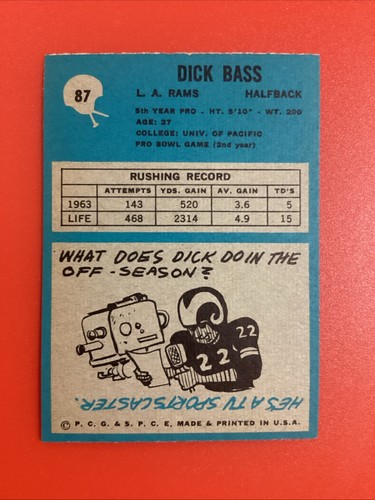 87
DICK BASS
L. A. RAMS HALFBACK
5th YEAR PRO - HT. 5'10" - WT. 200
AGE: 27
COLLEGE: UNIV. OF PACIFIC
PRO BOWL GAME (2nd year)
RUSHING RECORD
ATTEMPTS YDS. GAIN AV. GAIN TD'S
1963 143 520 3.6 5
LIFE 468 2314 4.9 15
WHAT DOES DICK DO IN THE
OFF-SEASON?
22 22
HE'S A TV SPORTSCASTER.
© P. C. G. & S. P. C. E, MADE & PRINTED IN U.S.A.